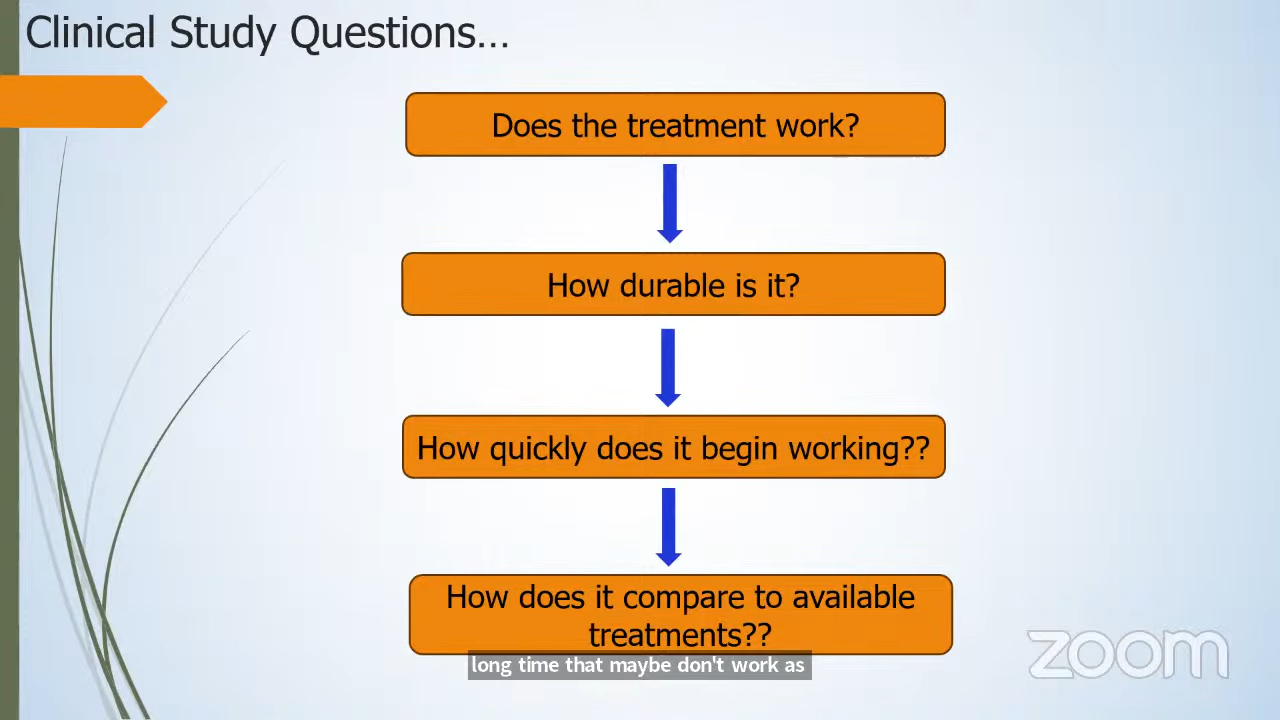 Clinical Study Questions...
Does the treatment work?
How durable is it?
How quickly does it begin working??
How does it compare to available
treatments??
long time that maybe don't work as
zoom